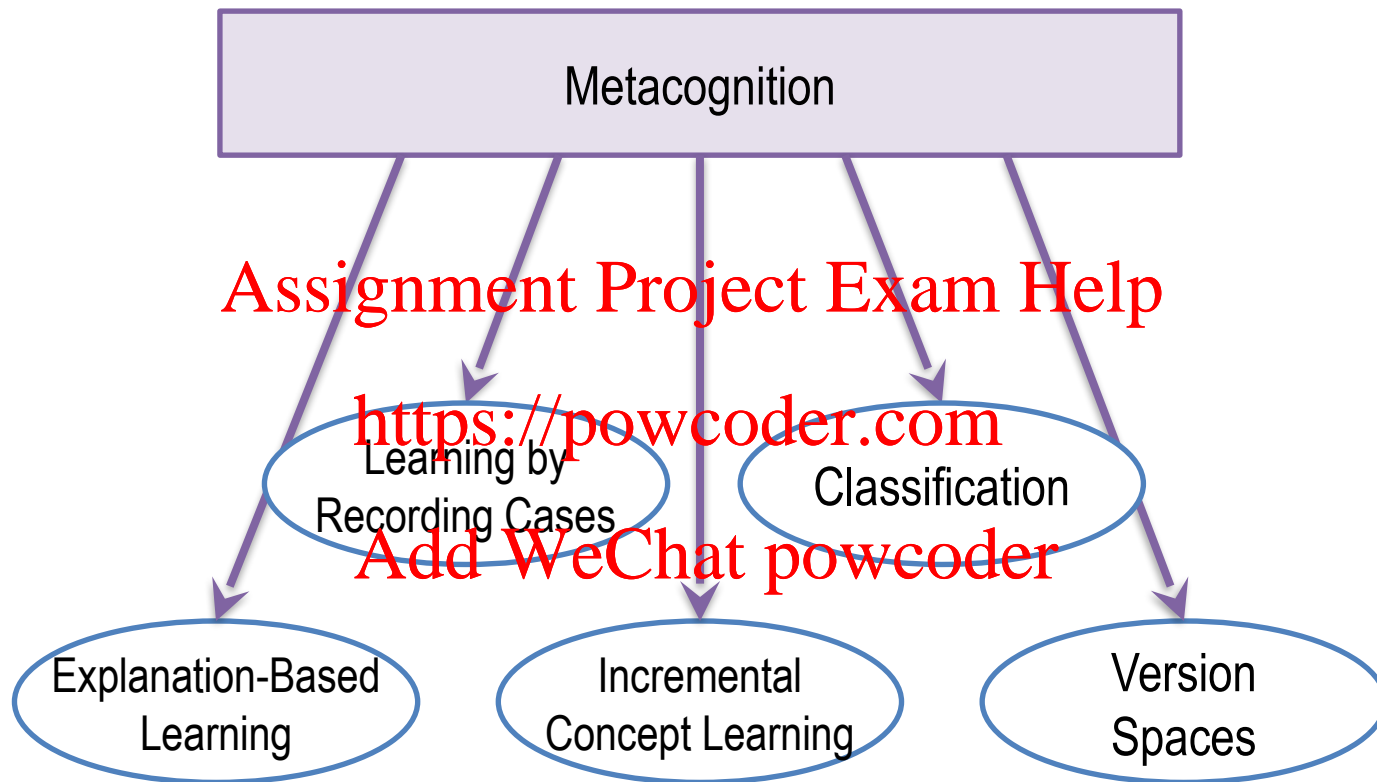 Metacognition
Assignment Project Exam Help
https://powcoder.com
Learning by
Recording Cases
Classification
Add WeChat powcoder
Explanation-Based
Learning
Incremental
Concept Learning
Version
Spaces